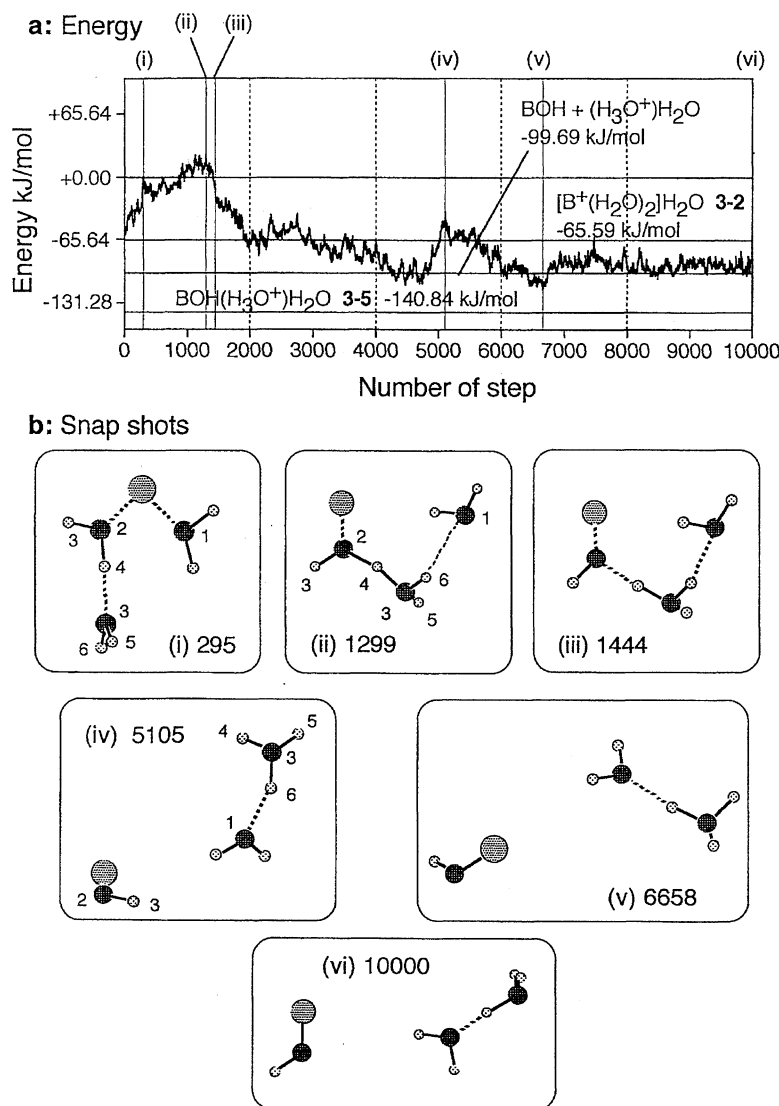 a: Energy
(i) (ii) (iii) (iv) (v) (vi)
Energy kJ/mol
+65.64
+0.00
-65.64
-131.28
BOH + (H3O+)H2O
-99.69 kJ/mol
[B+(H2O)2]H2O 3-2
-65.59 kJ/mol
BOH(H3O+)H2O 3-5 -140.84 kJ/mol
0 1000 2000 3000 4000 5000 6000 7000 8000 9000 10000
Number of step
b: Snap shots
2
3
1
4
3
6 5
(i) 295
1
2
6
3 4
3 5
(ii) 1299
(iii) 1444
(iv) 5105
4 5
3
6
1
2 3
(v) 6658
(vi) 10000